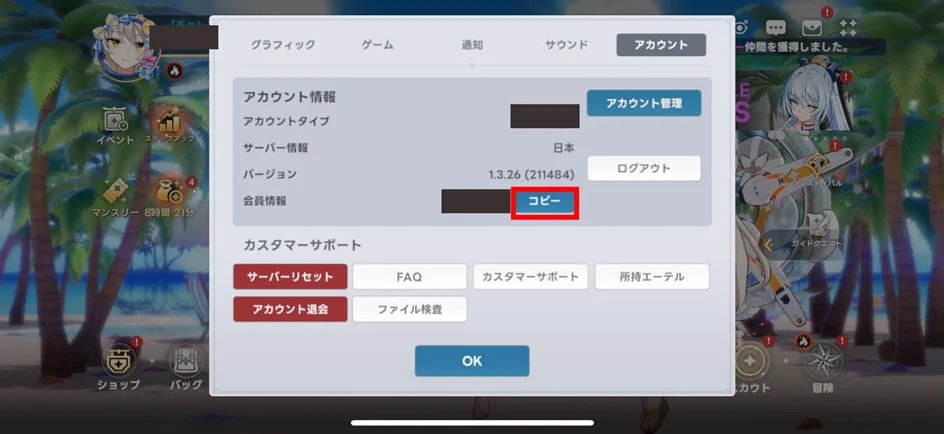 グラフィック
ゲーム
通知
サウンド
アカウント
アカウント情報
アカウント管理
アカウントタイプ
サーバー情報
日本
バージョン
1.3.26 (211484)
ログアウト
会員情報
コピー
カスタマーサポート
サーバーリセット
FAQ
カスタマーサポート
所持エーテル
アカウント退会
ファイル検査
OK
仲間を獲得しました。
イベント
ステップアップ
マンスリー
8時間 21分
4
ショップ
バッグ
ガイドクエスト
スカウト
冒険